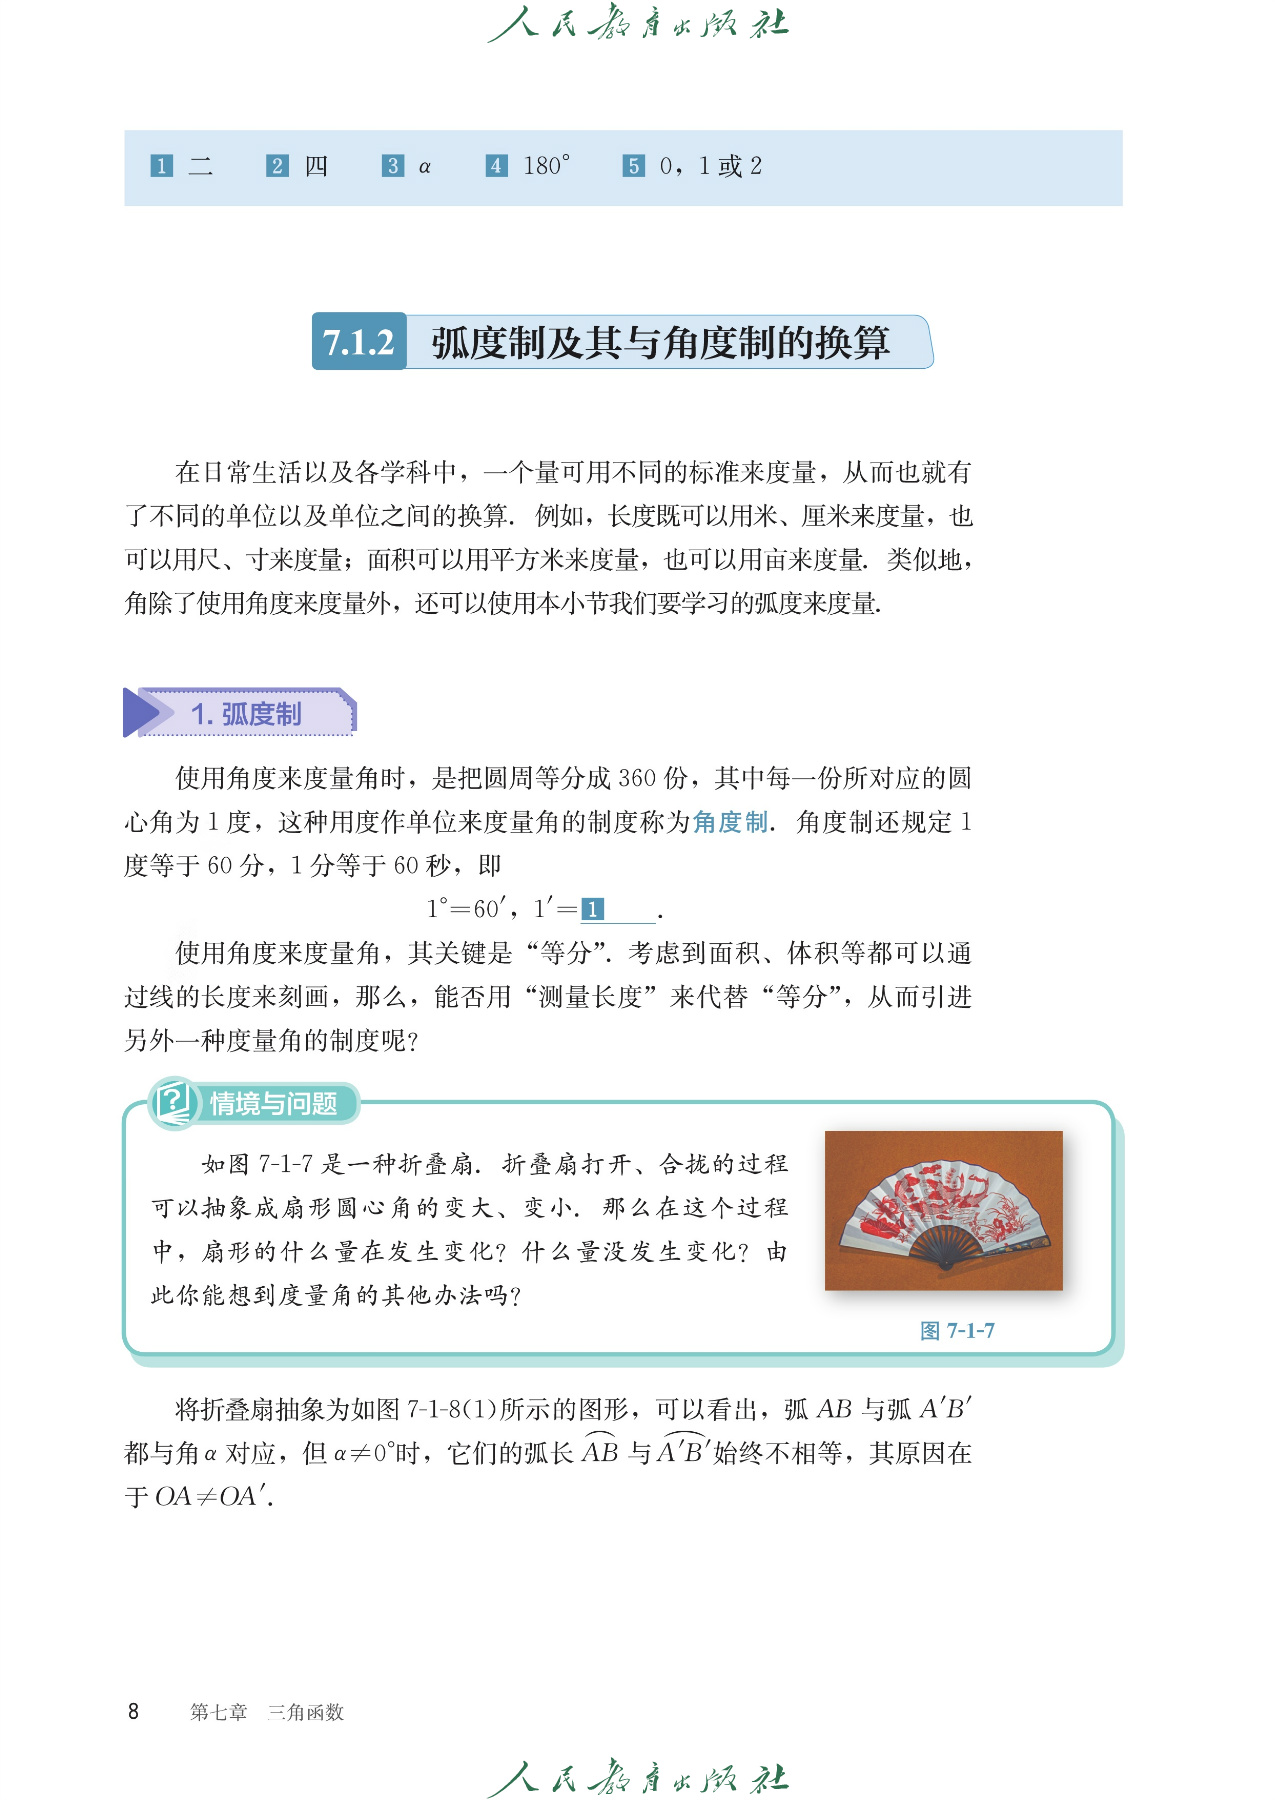 人民教育出版社
1 二 2 四 3 α 4 180° 5 0，1或2
7.1.2 弧度制及其与角度制的换算
在日常生活以及各学科中，一个量可用不同的标准来度量，从而也就有
了不同的单位以及单位之间的换算．例如，长度既可以用米、厘米来度量，也
可以用尺、寸来度量；面积可以用平方米来度量，也可以用亩来度量．类似地，
角除了使用角度来度量外，还可以使用本小节我们要学习的弧度来度量．
1. 弧度制
使用角度来度量角时，是把圆周等分成 360 份，其中每一份所对应的圆
心角为 1 度，这种用度作单位来度量角的制度称为角度制．角度制还规定 1
度等于 60 分，1 分等于 60 秒，即
1°=60′，1′=1 ．
使用角度来度量角，其关键是“等分”．考虑到面积、体积等都可以通
过线的长度来刻画，那么，能否用“测量长度”来代替“等分”，从而引进
另外一种度量角的制度呢？
情境与问题
如图 7-1-7 是一种折叠扇．折叠扇打开、合拢的过程
可以抽象成扇形圆心角的变大、变小．那么在这个过程
中，扇形的什么量在发生变化？什么量没发生变化？由
此你能想到度量角的其他办法吗？
图 7-1-7
将折叠扇抽象为如图 7-1-8(1)所示的图形，可以看出，弧 AB 与弧 A′B′
都与角 α 对应，但 α≠0°时，它们的弧长 A͡B 与 A′͡B′始终不相等，其原因在
于 OA≠OA′．
8 第七章 三角函数
人民教育出版社